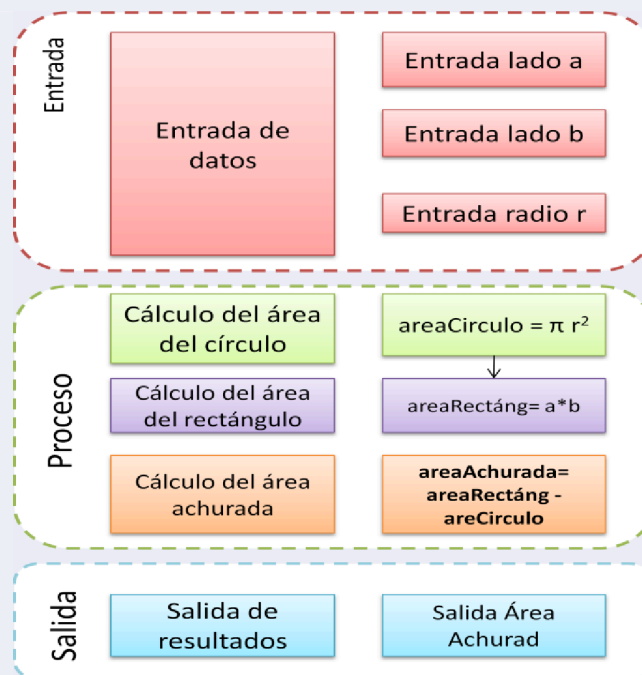 Entrada
Entrada de
datos
Entrada lado a
Entrada lado b
Entrada radio r
Proceso
Cálculo del área
del círculo
areaCirculo = π r²
Cálculo del área
del rectángulo
areaRectáng= a*b
Cálculo del área
achurada
areaAchurada=
areaRectáng -
areCirculo
Salida
Salida de
resultados
Salida Área
Achurad